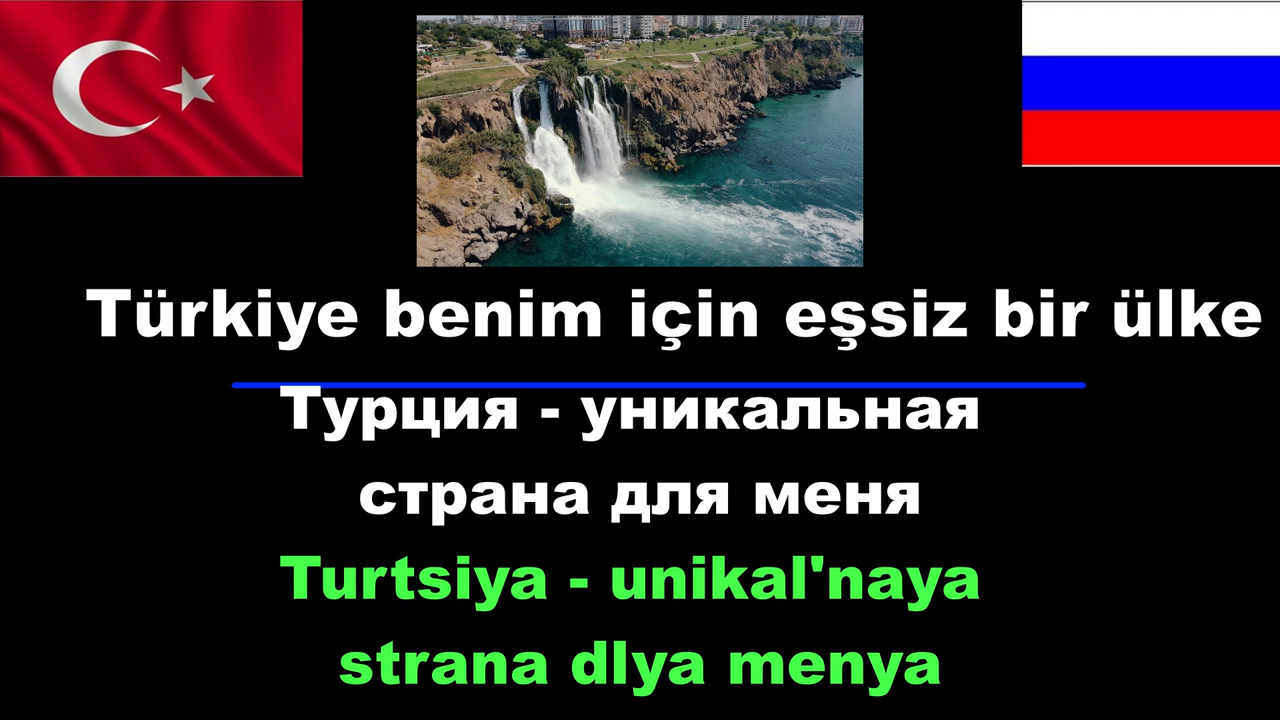 Türkiye benim için eşsiz bir ülke
Турция - уникальная
страна для меня
Turtsiya - unikal'naya
strana dlya menya